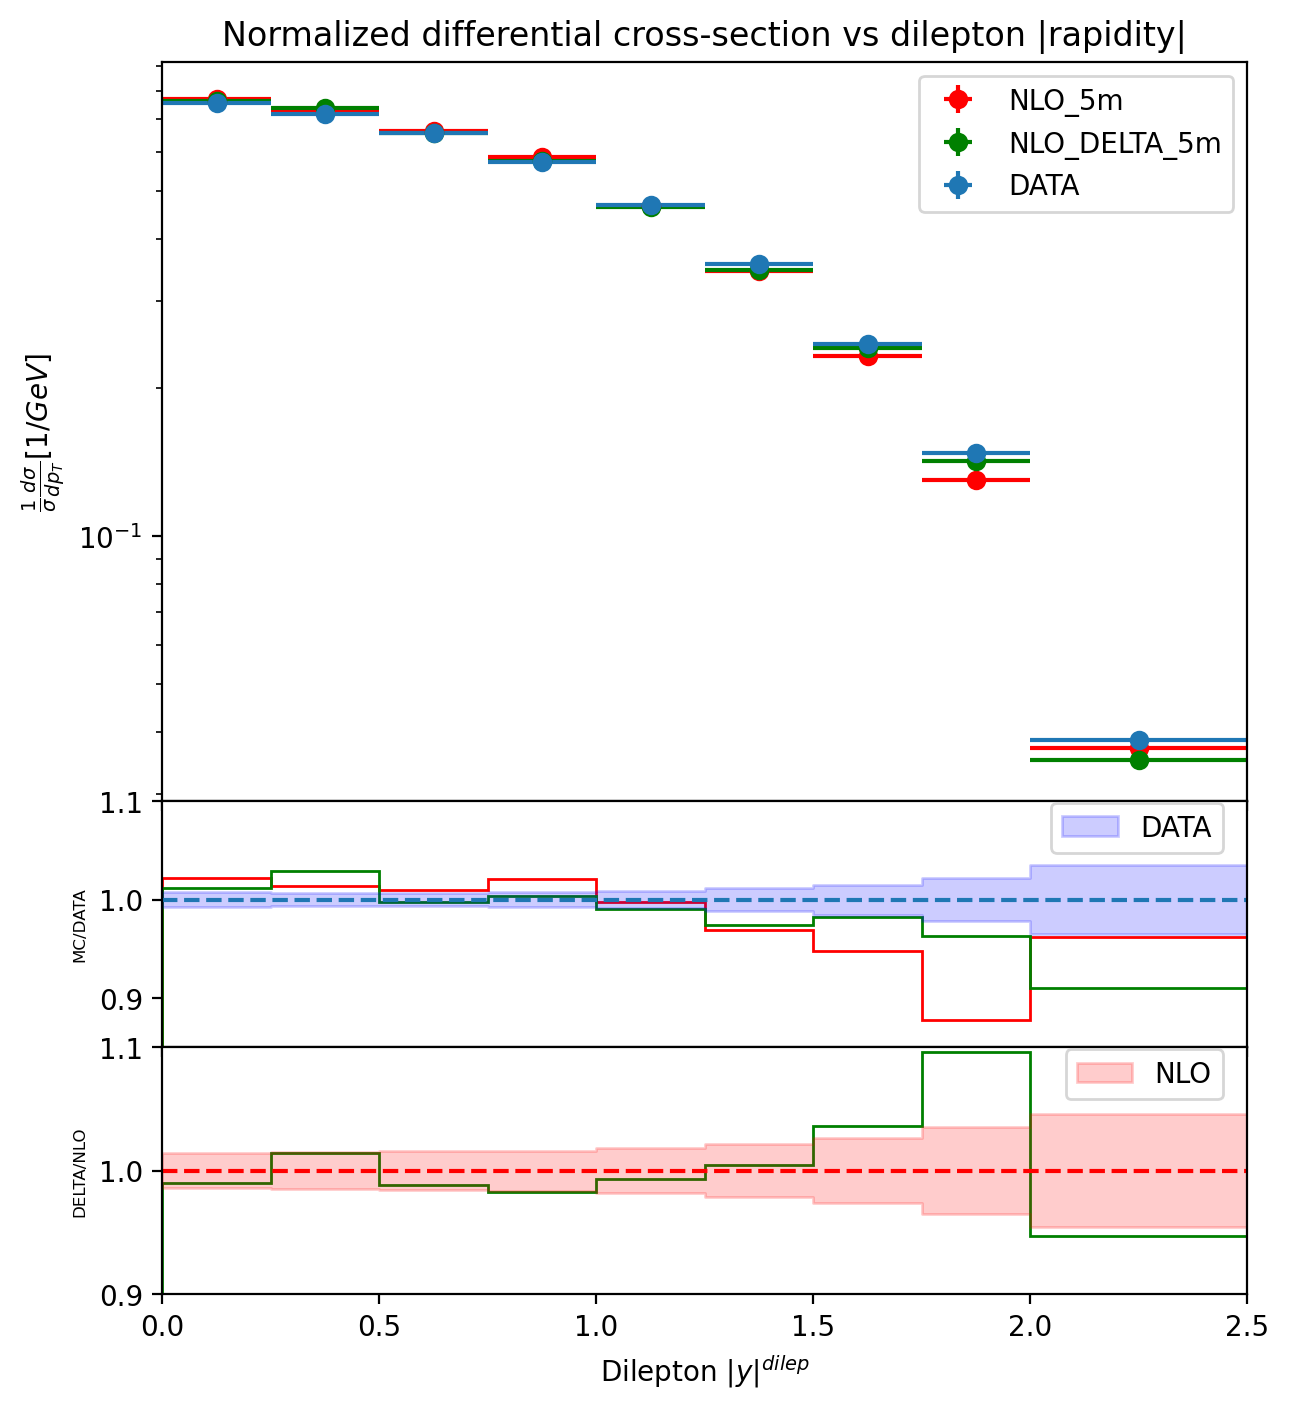 Normalized differential cross-section vs dilepton |rapidity|
NLO_5m
NLO_DELTA_5m
DATA
$\frac{1}{\sigma}\frac{d\sigma}{dp_T}[1/GeV]$
10⁻¹
1.1
DATA
1.0
0.9
MC/DATA
1.1
NLO
1.0
0.9
DELTA/NLO
0.0 0.5 1.0 1.5 2.0 2.5
Dilepton $|y|^{dilep}$